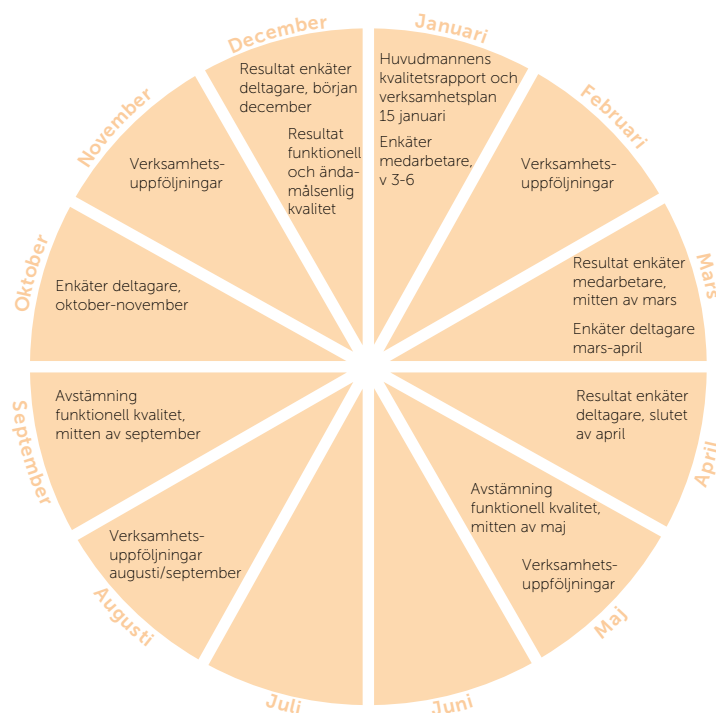 Januari
Huvudmannens
kvalitetsrapport och
verksamhetsplan
15 januari
Enkäter
medarbetare,
v 3-6
Februari
Verksamhets-
uppföljningar
Mars
Resultat enkäter
medarbetare,
mitten av mars
Enkäter deltagare
mars-april
April
Resultat enkäter
deltagare, slutet
av april
Maj
Avstämning
funktionell kvalitet,
mitten av maj
Verksamhets-
uppföljningar
Juni
Juli
Augusti
Verksamhets-
uppföljningar
augusti/september
September
Avstämning
funktionell kvalitet,
mitten av september
Oktober
Enkäter deltagare,
oktober-november
November
Verksamhets-
uppföljningar
December
Resultat enkäter
deltagare, början
december
Resultat
funktionell
och ända-
målsenlig
kvalitet